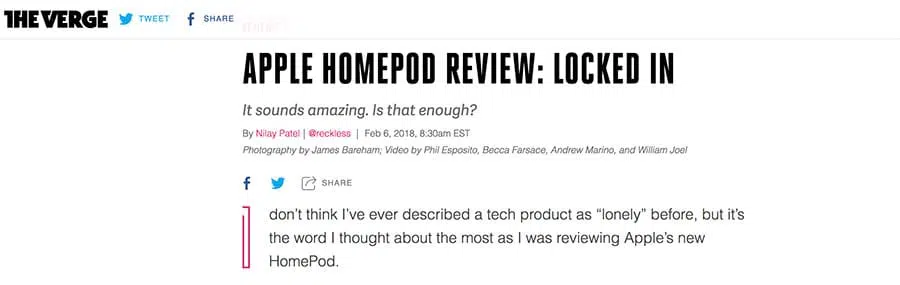 THE VERGE TWEET SHARE
APPLE HOMEPOD REVIEW: LOCKED IN
It sounds amazing. Is that enough?
By Nilay Patel | @reckless | Feb 6, 2018, 8:30am EST
Photography by James Bareham; Video by Phil Esposito, Becca Farsace, Andrew Marino, and William Joel
SHARE
I don't think I've ever described a tech product as “lonely” before, but it's
the word I thought about the most as I was reviewing Apple's new
HomePod.